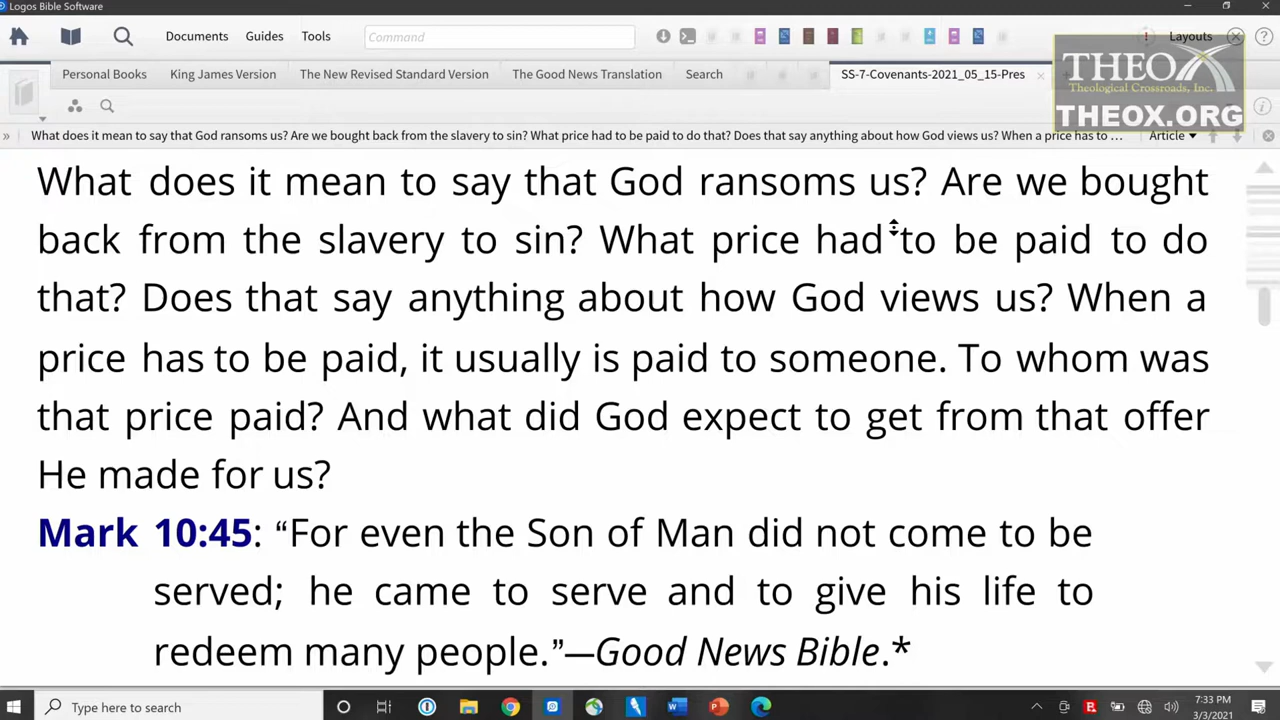 Logos Bible Software
Documents Guides Tools Command Layouts
Personal Books King James Version The New Revised Standard Version The Good News Translation Search SS-7-Covenants-2021_05_15-Pres
THEOX
Theological Crossroads, Inc.
THEOX.ORG
What does it mean to say that God ransoms us? Are we bought back from the slavery to sin? What price had to be paid to do that? Does that say anything about how God views us? When a price has to … Article
What does it mean to say that God ransoms us? Are we bought
back from the slavery to sin? What price had to be paid to do
that? Does that say anything about how God views us? When a
price has to be paid, it usually is paid to someone. To whom was
that price paid? And what did God expect to get from that offer
He made for us?
Mark 10:45: “For even the Son of Man did not come to be
served; he came to serve and to give his life to
redeem many people.”—Good News Bible.*
Type here to search
7:33 PM
3/3/2021